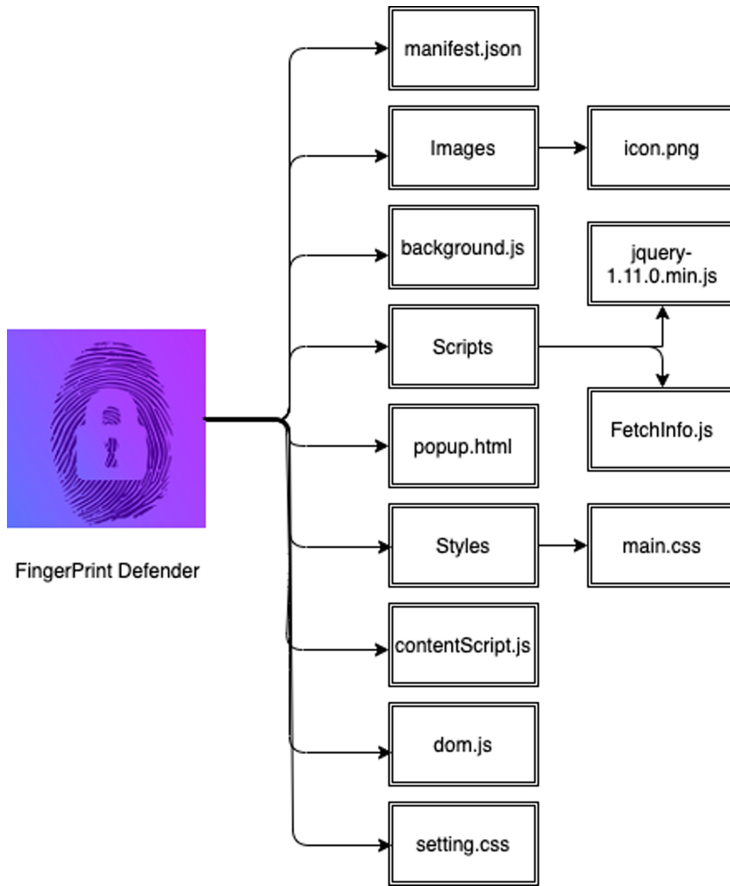 manifest.json
Images
icon.png
background.js
jquery-
1.11.0.min.js
Scripts
FetchInfo.js
popup.html
Styles
main.css
FingerPrint Defender
contentScript.js
dom.js
setting.css